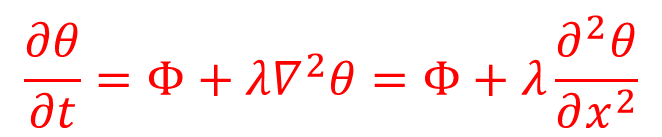 ∂θ/∂t = Φ + λ∇²θ = Φ + λ ∂²θ/∂x²